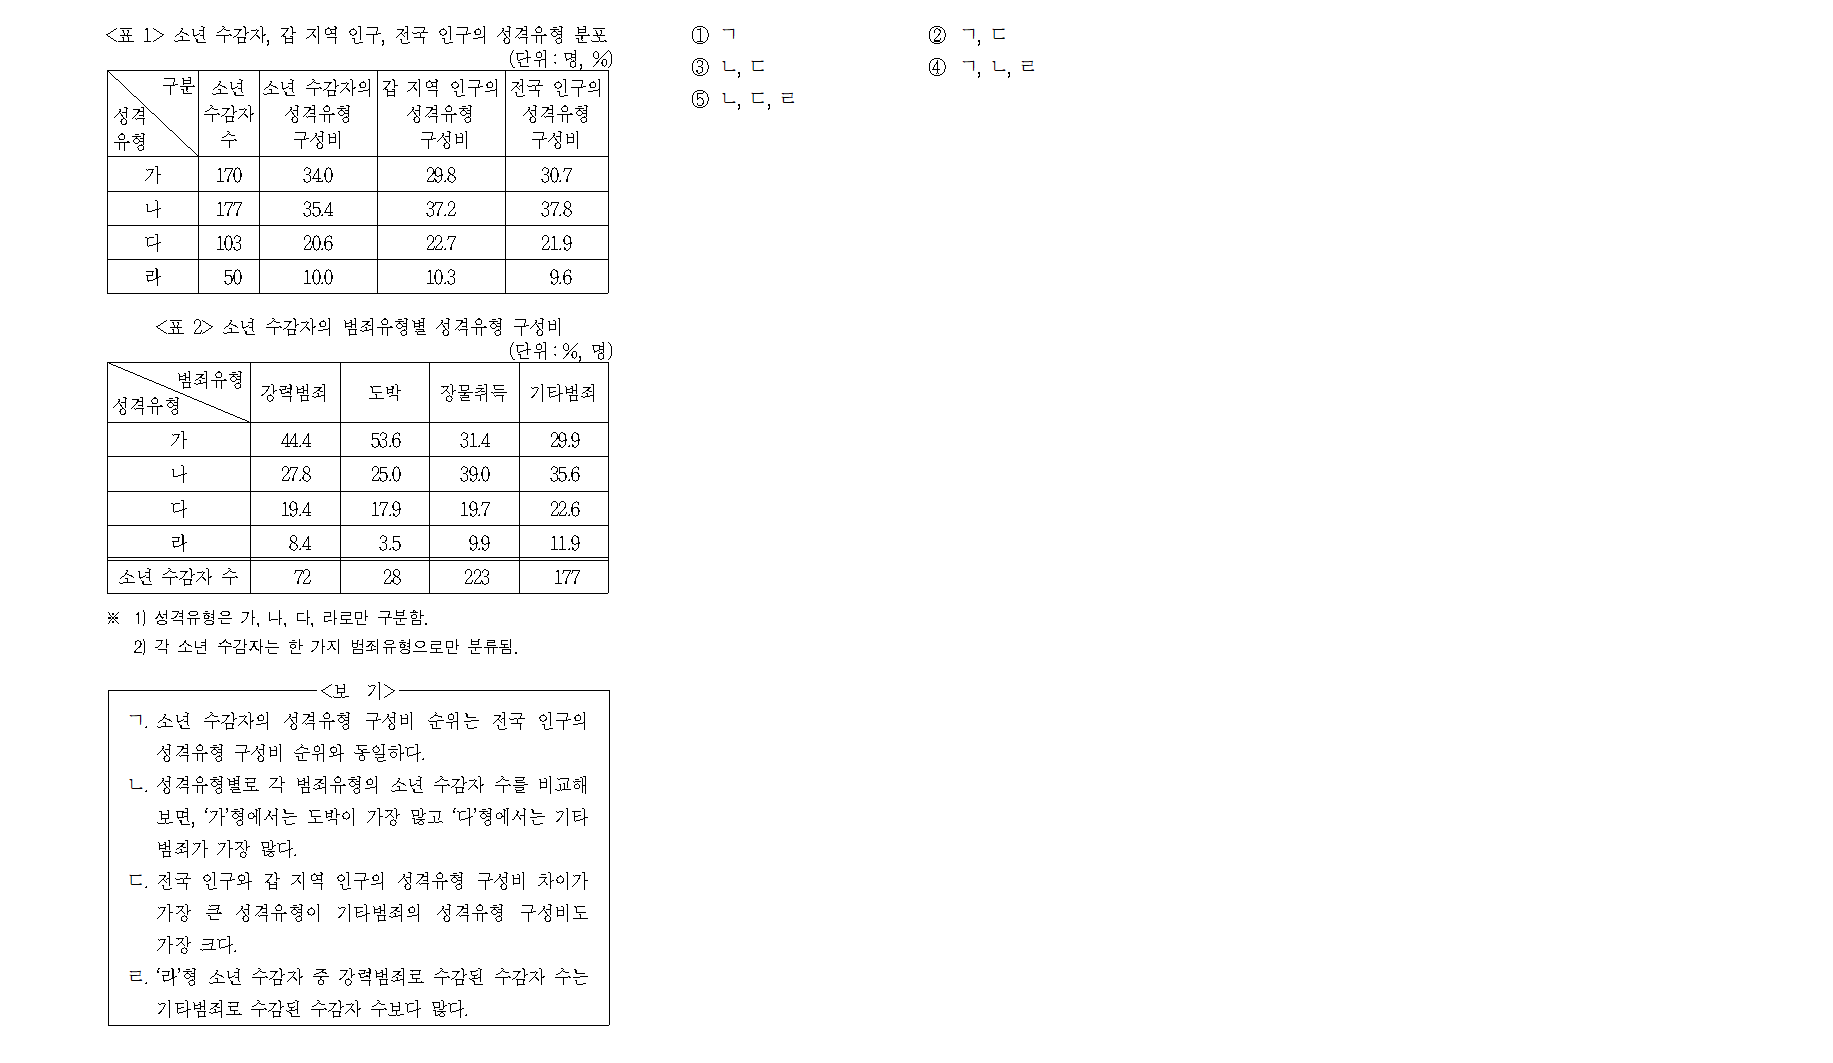 <표 1> 소년 수감자, 갑 지역 인구, 전국 인구의 성격유형 분포
(단위 : 명, %)
구분 소년 소년 수감자의 갑 지역 인구의 전국 인구의
성격 수감자 성격유형 성격유형 성격유형
유형 수 구성비 구성비 구성비
가 170 34.0 29.8 30.7
나 177 35.4 37.2 37.8
다 103 20.6 22.7 21.9
라 50 10.0 10.3 9.6
<표 2> 소년 수감자의 범죄유형별 성격유형 구성비
(단위 : %, 명)
범죄유형 강력범죄 도박 장물취득 기타범죄
성격유형
가 44.4 53.6 31.4 29.9
나 27.8 25.0 39.0 35.6
다 19.4 17.9 19.7 22.6
라 8.4 3.5 9.9 11.9
소년 수감자 수 72 28 223 177
※ 1) 성격유형은 가, 나, 다, 라로만 구분함.
2) 각 소년 수감자는 한 가지 범죄유형으로만 분류됨.
<보 기>
ㄱ. 소년 수감자의 성격유형 구성비 순위는 전국 인구의
성격유형 구성비 순위와 동일하다.
ㄴ. 성격유형별로 각 범죄유형의 소년 수감자 수를 비교해
보면, ‘가’형에서는 도박이 가장 많고 ‘다’형에서는 기타
범죄가 가장 많다.
ㄷ. 전국 인구와 갑 지역 인구의 성격유형 구성비 차이가
가장 큰 성격유형이 기타범죄의 성격유형 구성비도
가장 크다.
ㄹ. ‘라’형 소년 수감자 중 강력범죄로 수감된 수감자 수는
기타범죄로 수감된 수감자 수보다 많다.
① ㄱ ② ㄱ, ㄷ
③ ㄴ, ㄷ ④ ㄱ, ㄴ, ㄹ
⑤ ㄴ, ㄷ, ㄹ